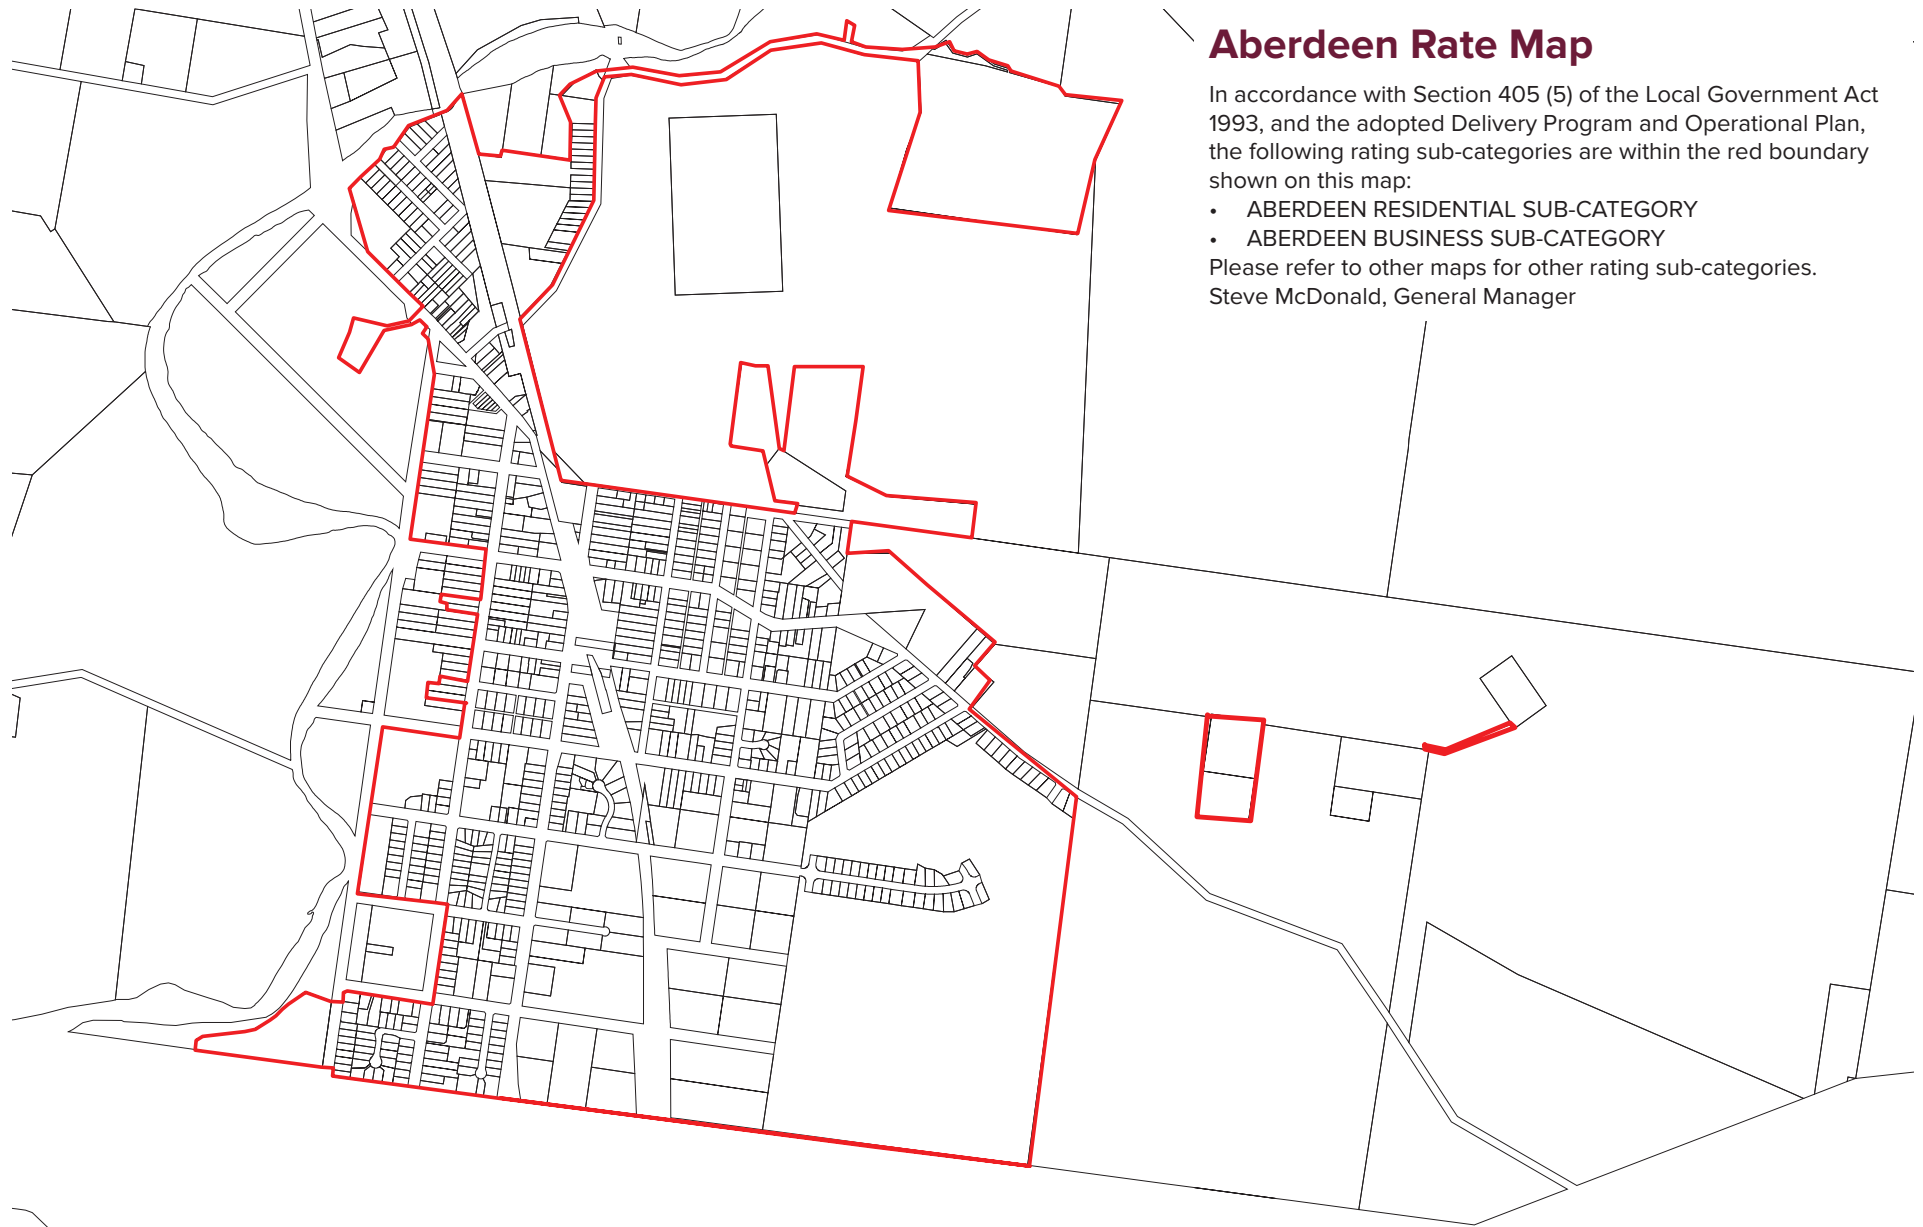 Aberdeen Rate Map
In accordance with Section 405 (5) of the Local Government Act
1993, and the adopted Delivery Program and Operational Plan,
the following rating sub-categories are within the red boundary
shown on this map:
• ABERDEEN RESIDENTIAL SUB-CATEGORY
• ABERDEEN BUSINESS SUB-CATEGORY
Please refer to other maps for other rating sub-categories.
Steve McDonald, General Manager